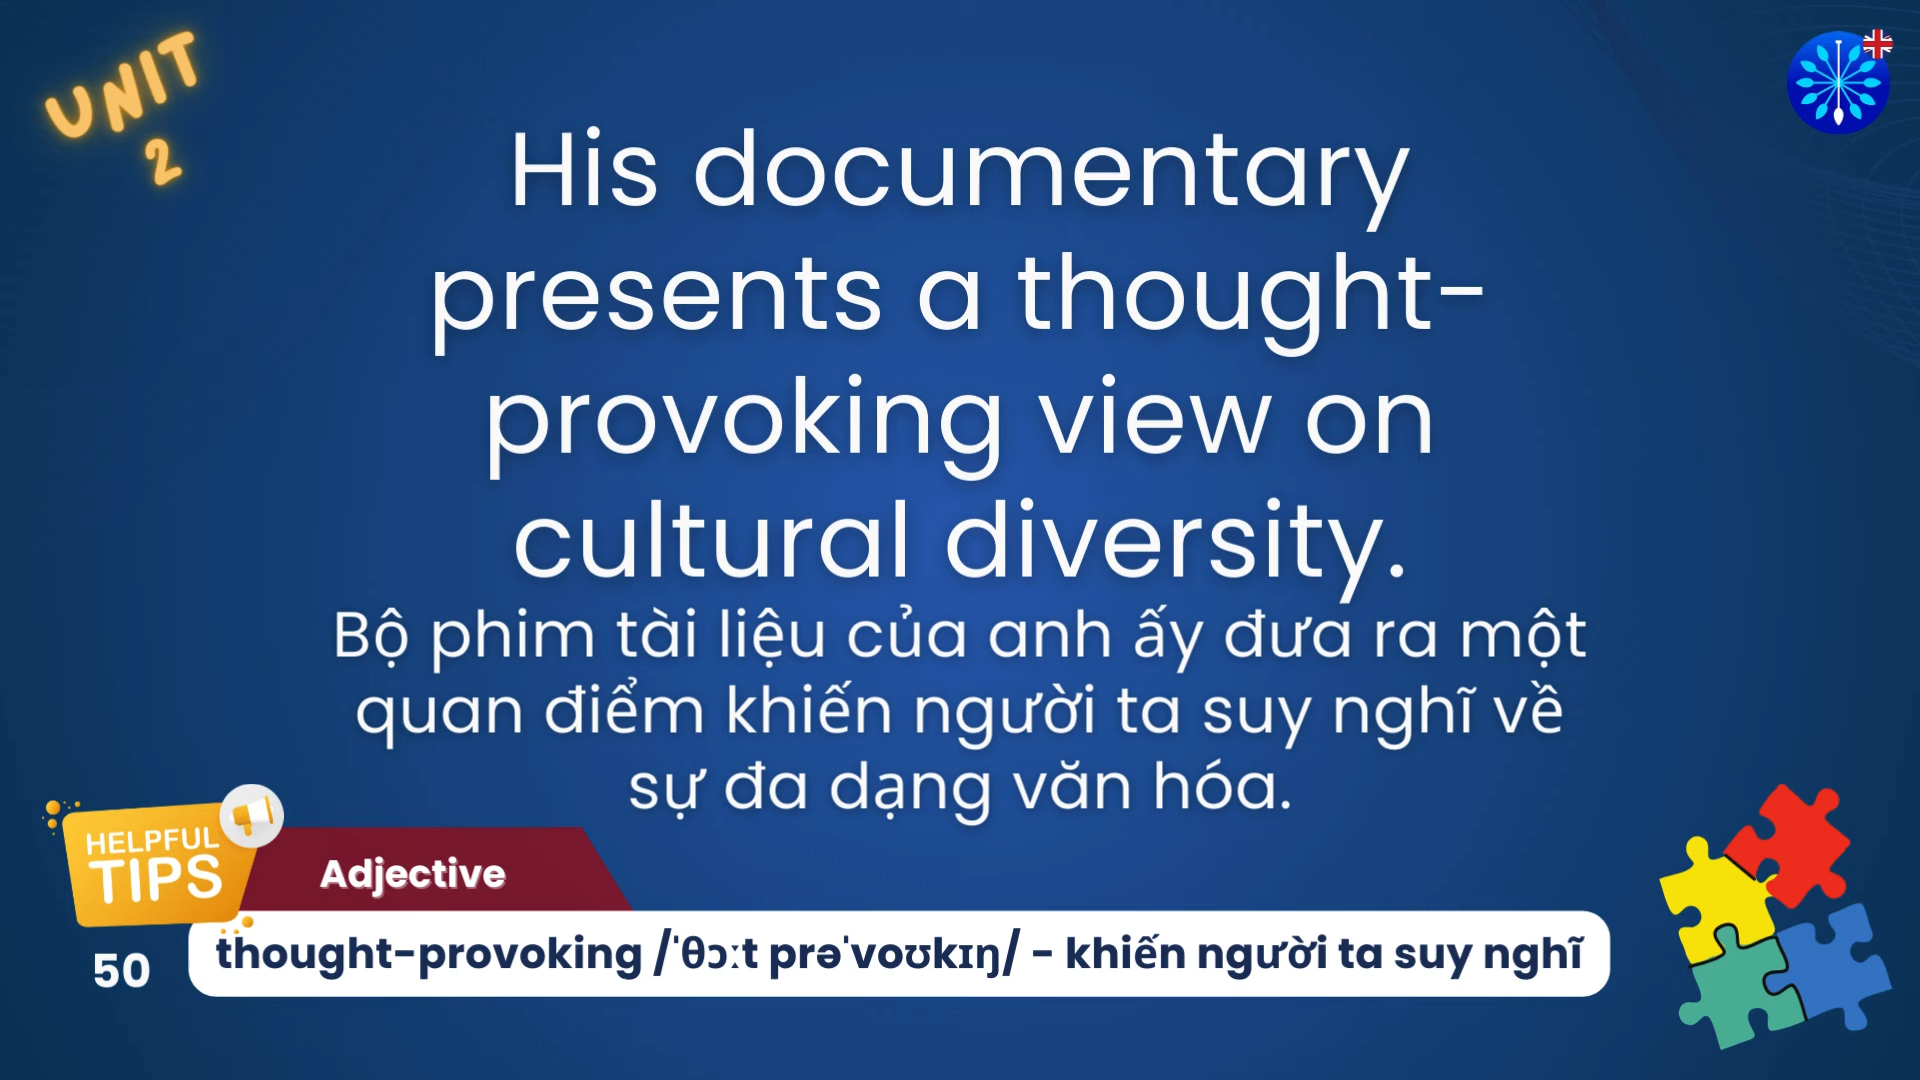 UNIT
2
His documentary
presents a thought-
provoking view on
cultural diversity.
Bộ phim tài liệu của anh ấy đưa ra một
quan điểm khiến người ta suy nghĩ về
sự đa dạng văn hóa.
HELPFUL
TIPS
Adjective
50
thought-provoking /ˈθɔːt prəˈvoʊkɪŋ/ - khiến người ta suy nghĩ